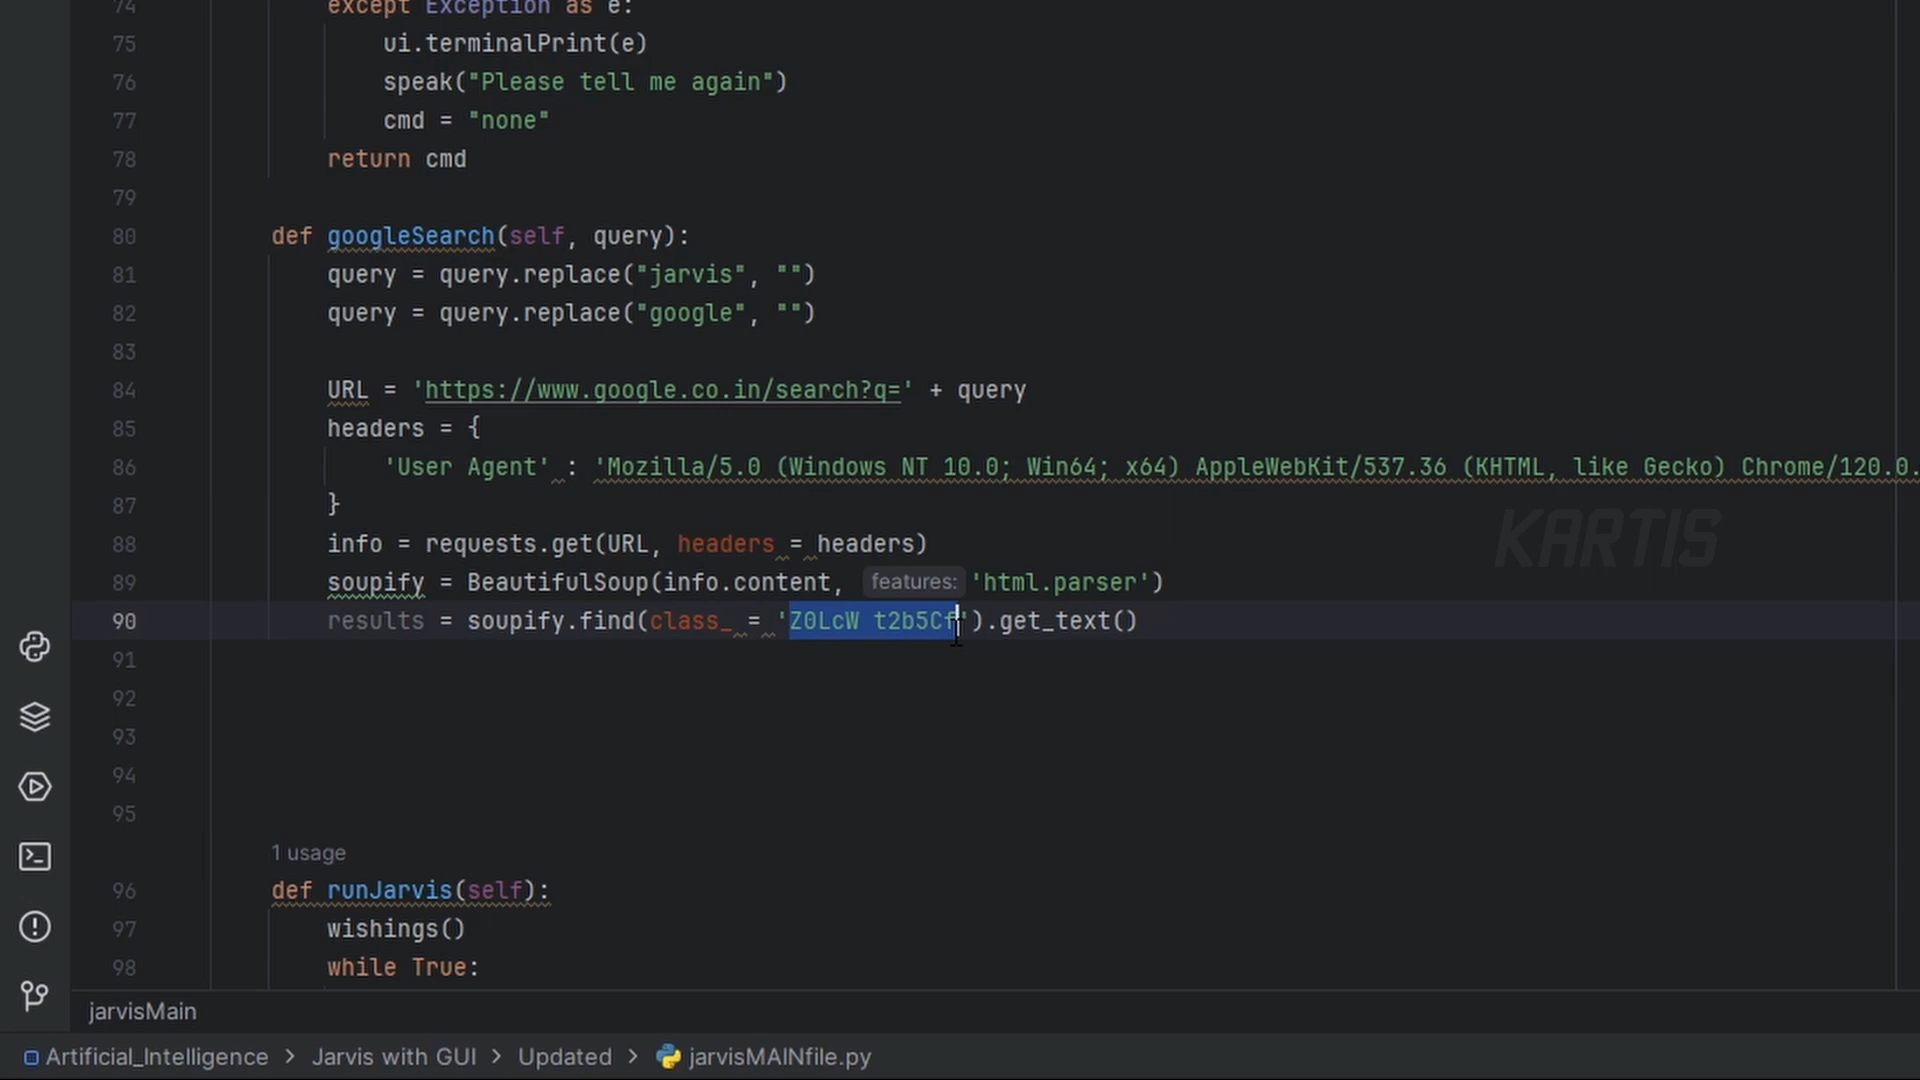 74 except Exception as e:
75 ui.terminalPrint(e)
76 speak("Please tell me again")
77 cmd = "none"
78 return cmd
79
80 def googleSearch(self, query):
81 query = query.replace("jarvis", "")
82 query = query.replace("google", "")
83
84 URL = 'https://www.google.co.in/search?q=' + query
85 headers = {
86 'User Agent' : 'Mozilla/5.0 (Windows NT 10.0; Win64; x64) AppleWebKit/537.36 (KHTML, like Gecko) Chrome/120.0.
87 }
KARTIS
88 info = requests.get(URL, headers = headers)
89 soupify = BeautifulSoup(info.content, features: 'html.parser')
90 results = soupify.find(class_ = 'Z0LcW t2b5Cf').get_text()
91
92
93
94
95
1 usage
96 def runJarvis(self):
97 wishings()
98 while True:
jarvisMain
Artificial_Intelligence > Jarvis with GUI > Updated > jarvisMAINfile.py